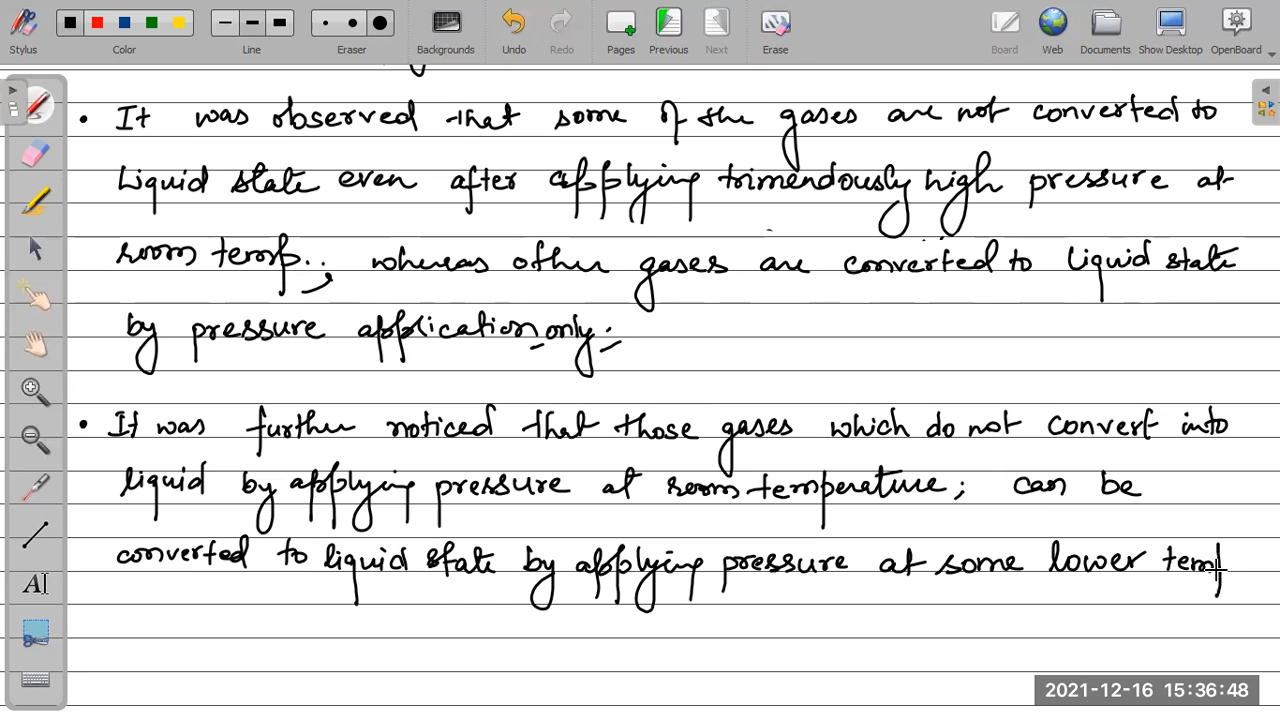 Stylus Color Line Eraser Backgrounds Undo Redo Pages Previous Next Erase Board Web Documents Show Desktop OpenBoard
• It was observed that some of the gases are not converted to
liquid state even after applying trimendously high pressure at
room temp.; whereas other gases are converted to liquid state
by pressure application only.
• It was further noticed that those gases which do not convert into
liquid by applying pressure at room temperature; can be
converted to liquid state by applying pressure at some lower temp
2021-12-16 15:36:48